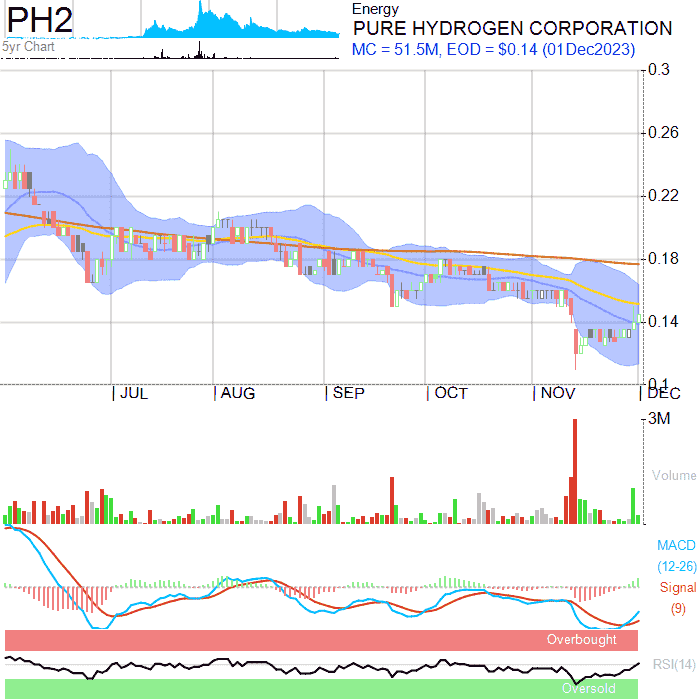 PH2
5yr Chart
Energy
PURE HYDROGEN CORPORATION
MC = 51.5M, EOD = $0.14 (01Dec2023)
0.3
0.26
0.22
0.18
0.14
0.1
JUL AUG SEP OCT NOV DEC
3M
Volume
MACD
(12-26)
Signal
(9)
Overbought
RSI(14)
Oversold